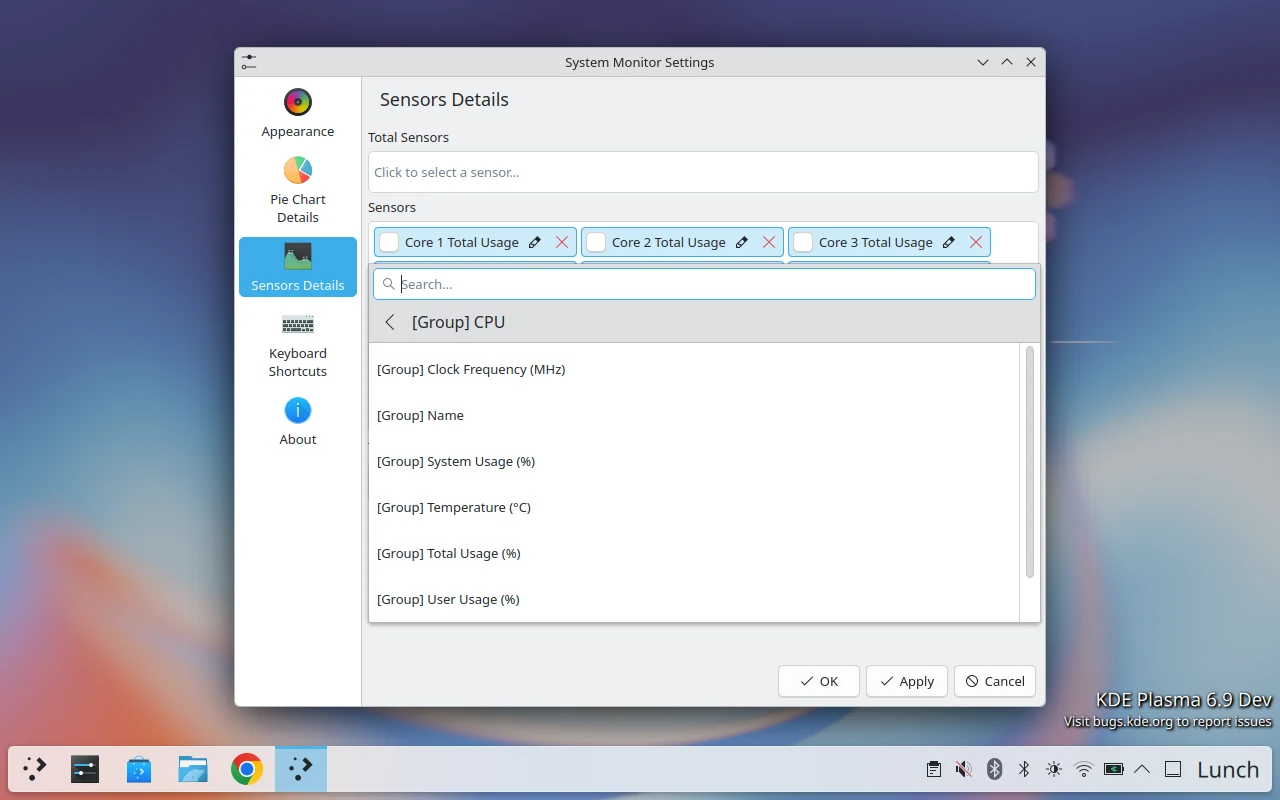 System Monitor Settings
Appearance
Pie Chart
Details
Sensors Details
Keyboard
Shortcuts
About
Sensors Details
Total Sensors
Click to select a sensor...
Sensors
Core 1 Total Usage
Core 2 Total Usage
Core 3 Total Usage
Search...
[Group] CPU
[Group] Clock Frequency (MHz)
[Group] Name
[Group] System Usage (%)
[Group] Temperature (°C)
[Group] Total Usage (%)
[Group] User Usage (%)
OK
Apply
Cancel
KDE Plasma 6.9 Dev
Visit bugs.kde.org to report issues
Lunch